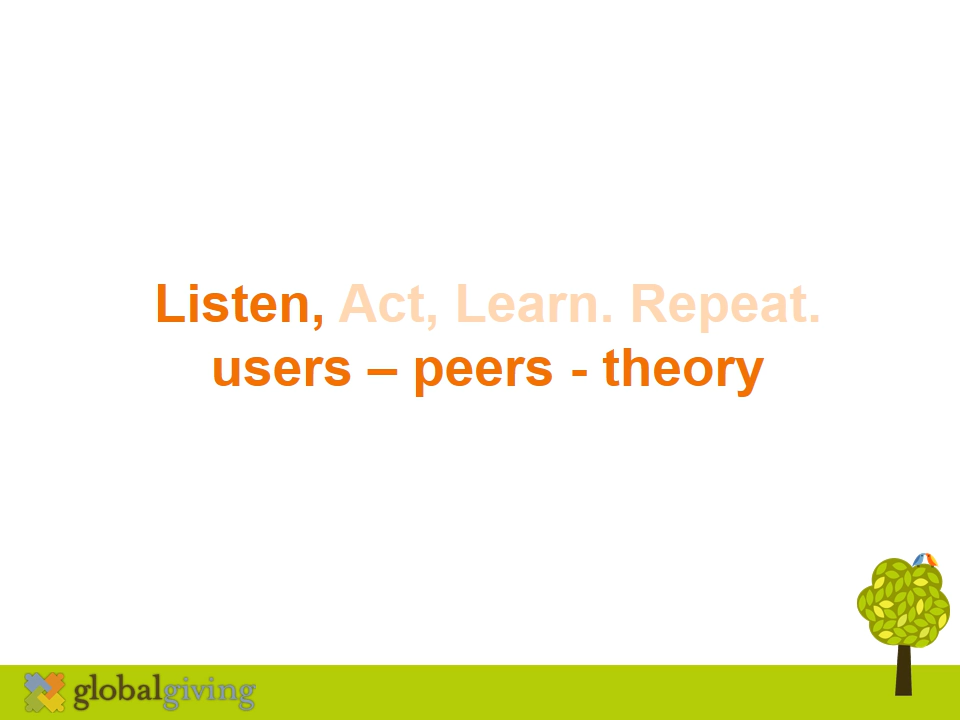 Listen, Act, Learn. Repeat.
users – peers - theory
globalgiving